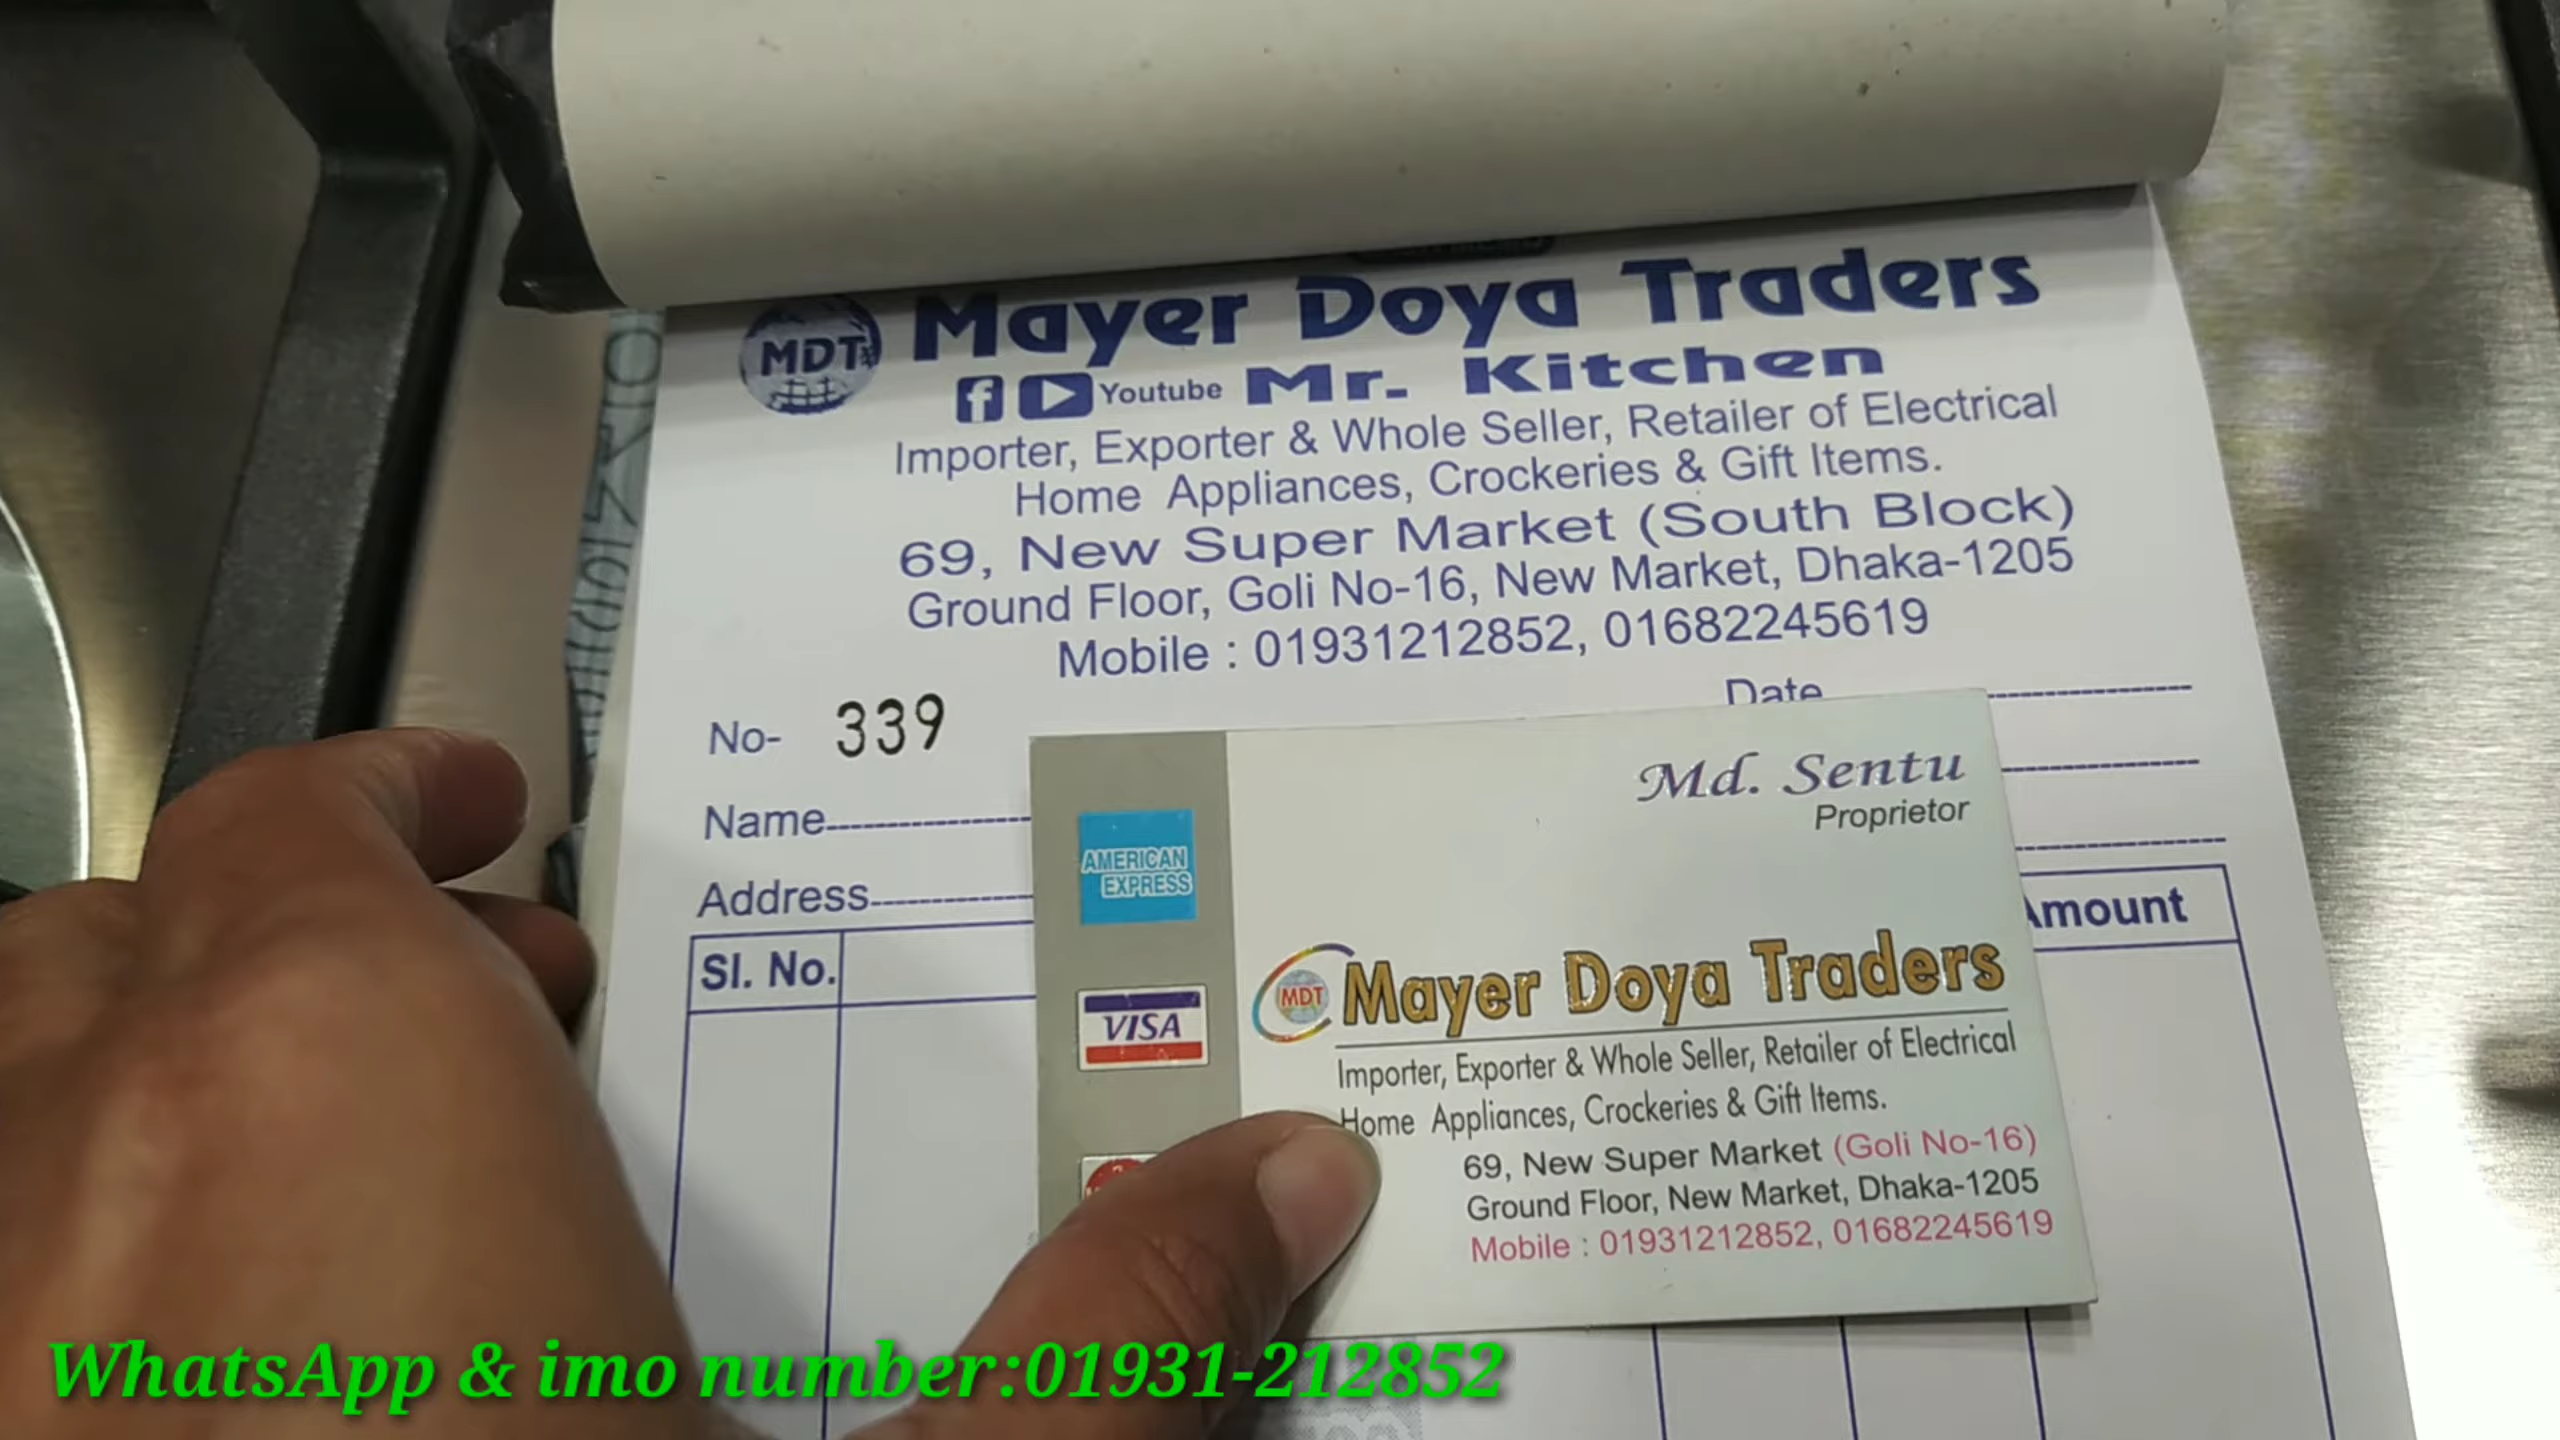 Mayer Doya Traders
MDT
f Youtube Mr. Kitchen
Importer, Exporter & Whole Seller, Retailer of Electrical
Home Appliances, Crockeries & Gift Items.
69, New Super Market (South Block)
Ground Floor, Goli No-16, New Market, Dhaka-1205
Mobile : 01931212852, 01682245619
No- 339
Date
Name
Address
Sl. No.
Amount
Md. Sentu
Proprietor
AMERICAN
EXPRESS
VISA
MDT Mayer Doya Traders
Importer, Exporter & Whole Seller, Retailer of Electrical
Home Appliances, Crockeries & Gift Items.
69, New Super Market (Goli No-16)
Ground Floor, New Market, Dhaka-1205
Mobile : 01931212852, 01682245619
WhatsApp & imo number:01931-212852